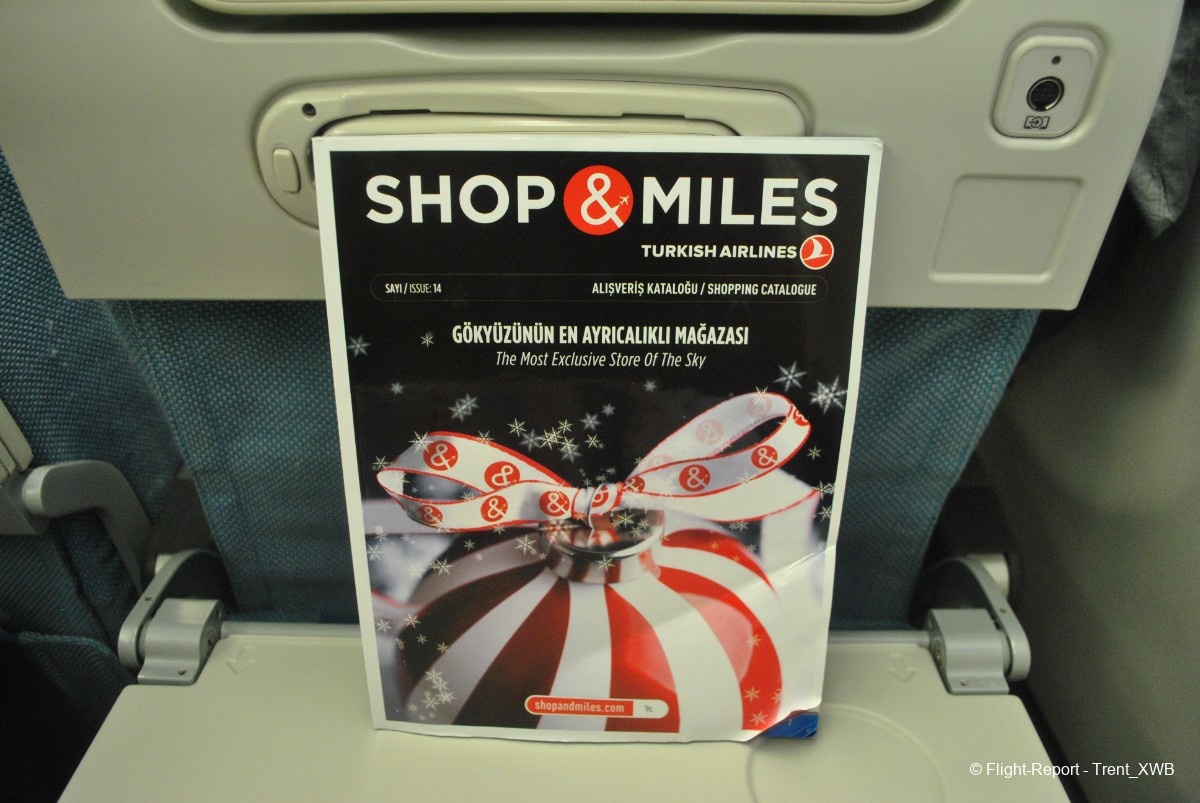 SHOP & MILES
TURKISH AIRLINES
SAYI / ISSUE: 14
ALIŞVERİŞ KATALOĞU / SHOPPING CATALOGUE
GÖKYÜZÜNÜN EN AYRICALIKLI MAĞAZASI
The Most Exclusive Store Of The Sky
shopandmiles.com
© Flight-Report - Trent_XWB